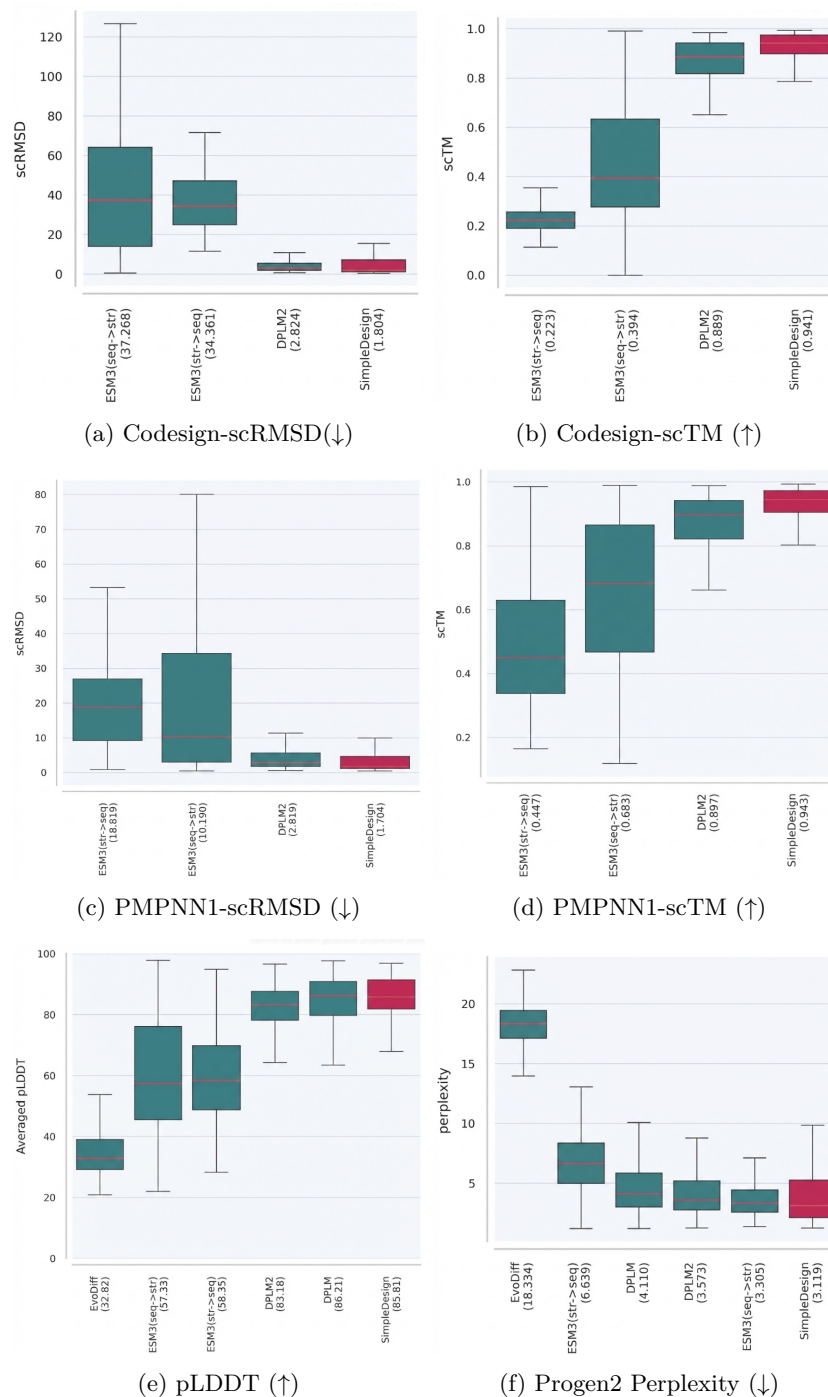 120
100
80
60
40
20
0
scRMSD
ESM3(seq->str)
(37.268)
ESM3(str->seq)
(34.361)
DPLM2
(2.824)
SimpleDesign
(1.804)
(a) Codesign-scRMSD(↓)
1.0
0.8
0.6
0.4
0.2
0.0
scTM
ESM3(str->seq)
(0.223)
ESM3(seq->str)
(0.394)
DPLM2
(0.889)
SimpleDesign
(0.941)
(b) Codesign-scTM (↑)
80
70
60
50
40
30
20
10
0
scRMSD
ESM3(str->seq)
(18.819)
ESM3(seq->str)
(10.190)
DPLM2
(2.819)
SimpleDesign
(1.704)
(c) PMPNN1-scRMSD (↓)
1.0
0.8
0.6
0.4
0.2
scTM
ESM3(str->seq)
(0.447)
ESM3(seq->str)
(0.683)
DPLM2
(0.897)
SimpleDesign
(0.943)
(d) PMPNN1-scTM (↑)
100
80
60
40
20
0
Averaged pLDDT
EvoDiff
(32.82)
ESM3(seq->str)
(57.33)
ESM3(str->seq)
(58.35)
DPLM2
(83.18)
DPLM
(86.21)
SimpleDesign
(85.81)
(e) pLDDT (↑)
20
15
10
5
perplexity
EvoDiff
(18.334)
ESM3(str->seq)
(6.639)
DPLM
(4.110)
DPLM2
(3.573)
ESM3(seq->str)
(3.305)
SimpleDesign
(3.119)
(f) Progen2 Perplexity (↓)